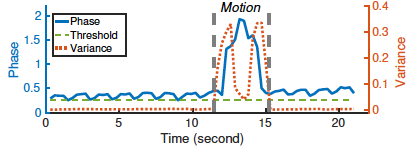 Motion
Phase
Threshold
Variance
2
1.5
1
0.5
0
Phase
0.4
0.3
0.2
0.1
0
Variance
0
5
10
15
20
Time (second)